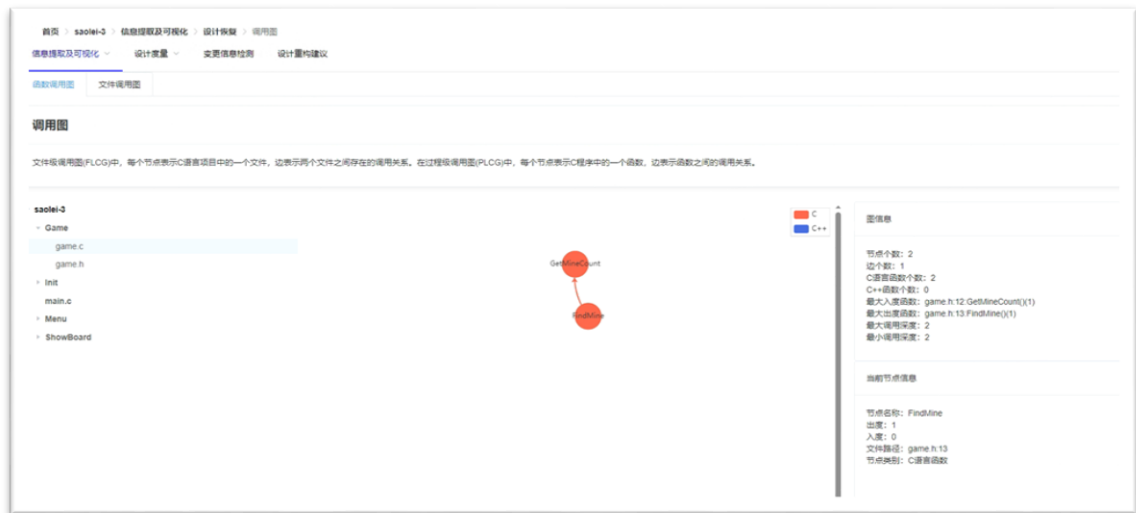 首页 > saolei-3 > 信息提取及可视化 > 设计恢复 > 调用图
信息提取及可视化 设计度量 变更信息检测 设计重构建议
函数调用图 文件调用图
调用图
文件级调用图(FLCG)中，每个节点表示C语言项目中的一个文件，边表示两个文件之间存在的调用关系。在过程级调用图(PLCG)中，每个节点表示C程序中的一个函数，边表示函数之间的调用关系。
saolei-3
Game
game.c
game.h
Init
main.c
Menu
ShowBoard
C
C++
GetMineCount
FindMine
图信息
节点个数：2
边个数：1
C语言函数个数：2
C++函数个数：0
最大入度函数：game.h:12:GetMineCount()(1)
最大出度函数：game.h:13:FindMine()(1)
最大调用深度：2
最小调用深度：2
当前节点信息
节点名称：FindMine
出度：1
入度：0
文件路径：game.h:13
节点类别：C语言函数